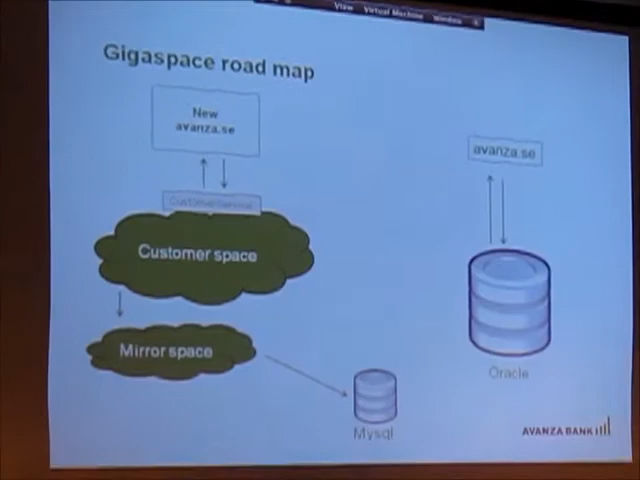 View Virtual Machine Window
Gigaspace road map
New
avanza.se
CustomerService
Customer space
Mirror space
Mysql
avanza.se
Oracle
AVANZA BANK